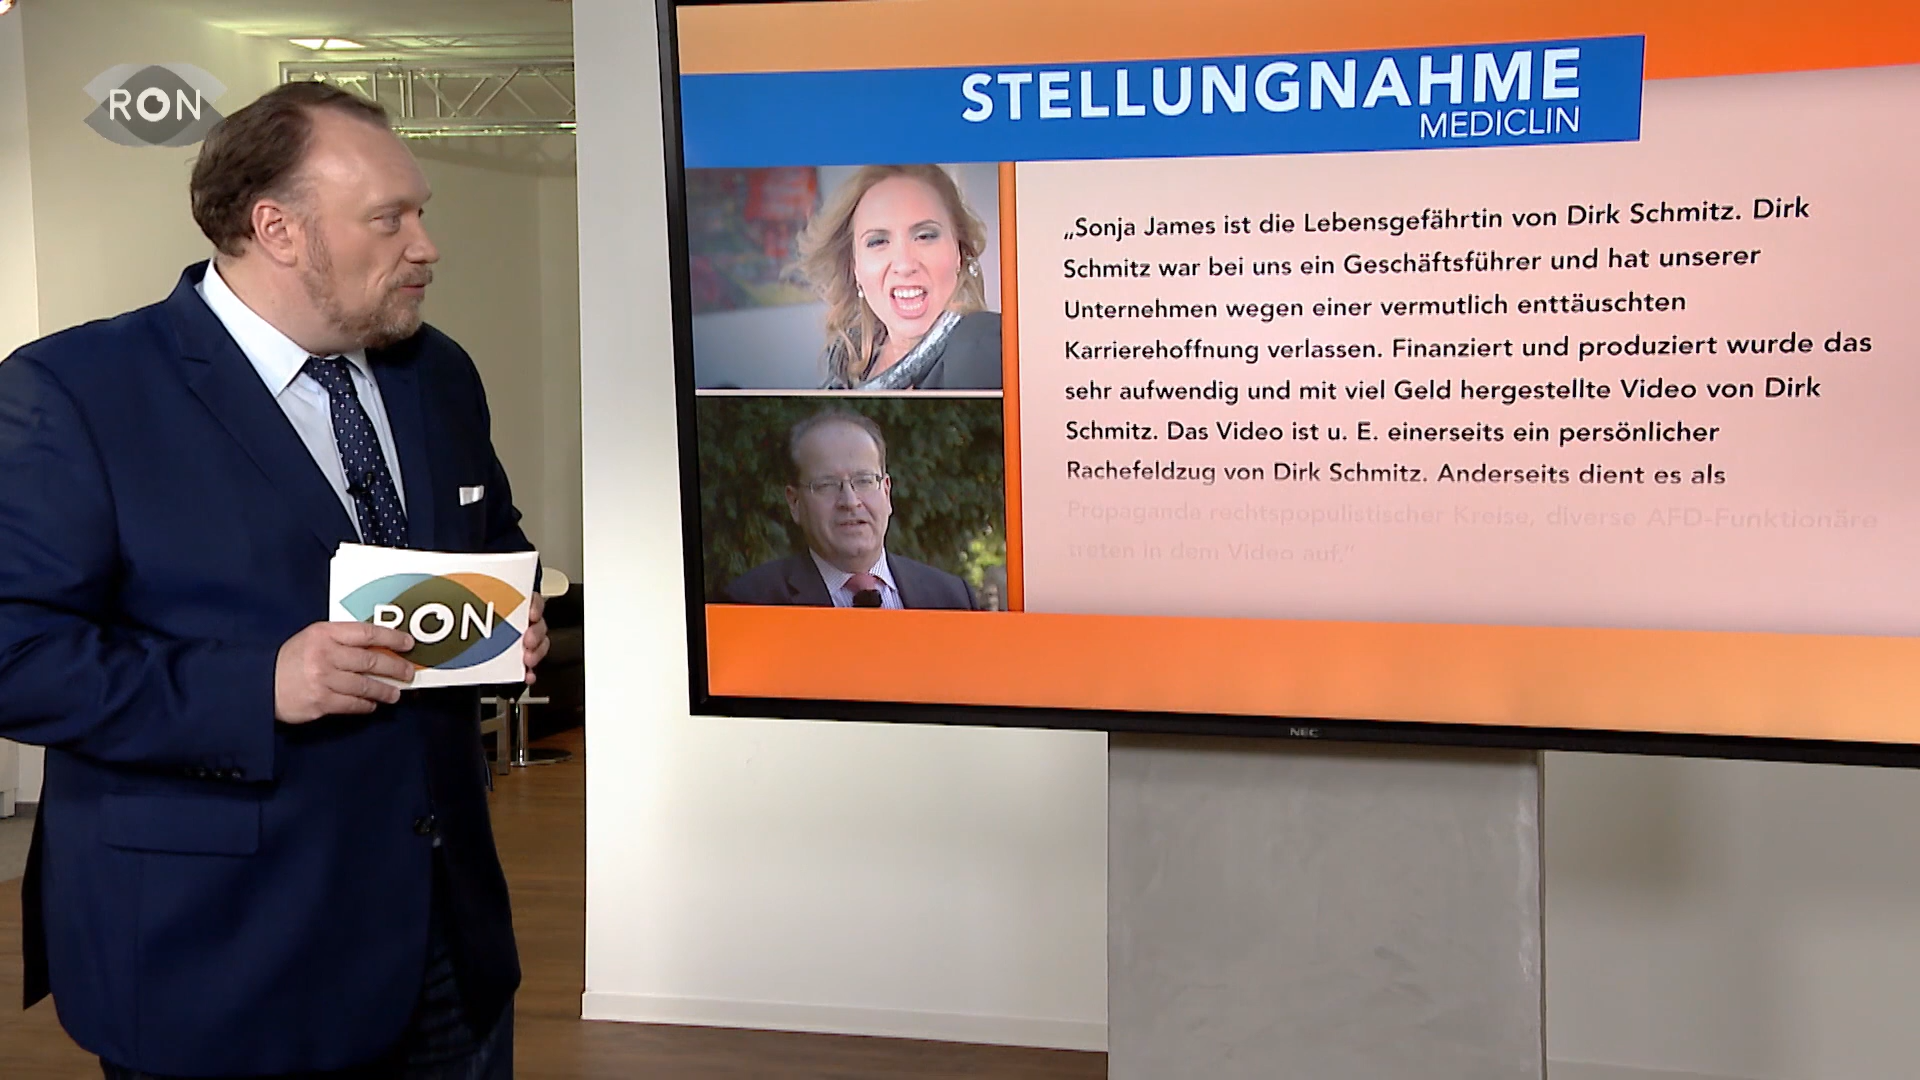 RON
STELLUNGNAHME
MEDICLIN
„Sonja James ist die Lebensgefährtin von Dirk Schmitz. Dirk
Schmitz war bei uns ein Geschäftsführer und hat unserer
Unternehmen wegen einer vermutlich enttäuschten
Karrierehoffnung verlassen. Finanziert und produziert wurde das
sehr aufwendig und mit viel Geld hergestellte Video von Dirk
Schmitz. Das Video ist u. E. einerseits ein persönlicher
Rachefeldzug von Dirk Schmitz. Anderseits dient es als
Propaganda rechtspopulistischer Kreise, diverse AFD-Funktionäre
treten in dem Video auf.“
RON
NEC